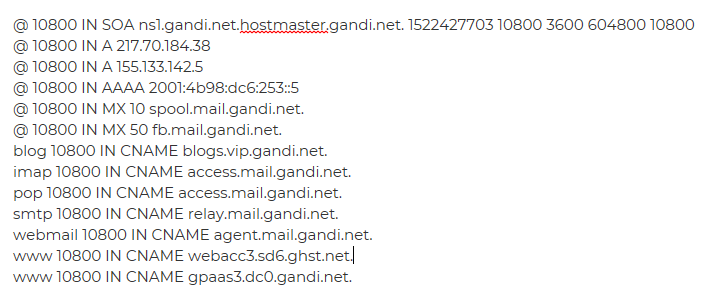 @ 10800 IN SOA ns1.gandi.net.hostmaster.gandi.net. 1522427703 10800 3600 604800 10800
@ 10800 IN A 217.70.184.38
@ 10800 IN A 155.133.142.5
@ 10800 IN AAAA 2001:4b98:dc6:253::5
@ 10800 IN MX 10 spool.mail.gandi.net.
@ 10800 IN MX 50 fb.mail.gandi.net.
blog 10800 IN CNAME blogs.vip.gandi.net.
imap 10800 IN CNAME access.mail.gandi.net.
pop 10800 IN CNAME access.mail.gandi.net.
smtp 10800 IN CNAME relay.mail.gandi.net.
webmail 10800 IN CNAME agent.mail.gandi.net.
www 10800 IN CNAME webacc3.sd6.ghst.net.
www 10800 IN CNAME gpaas3.dc0.gandi.net.